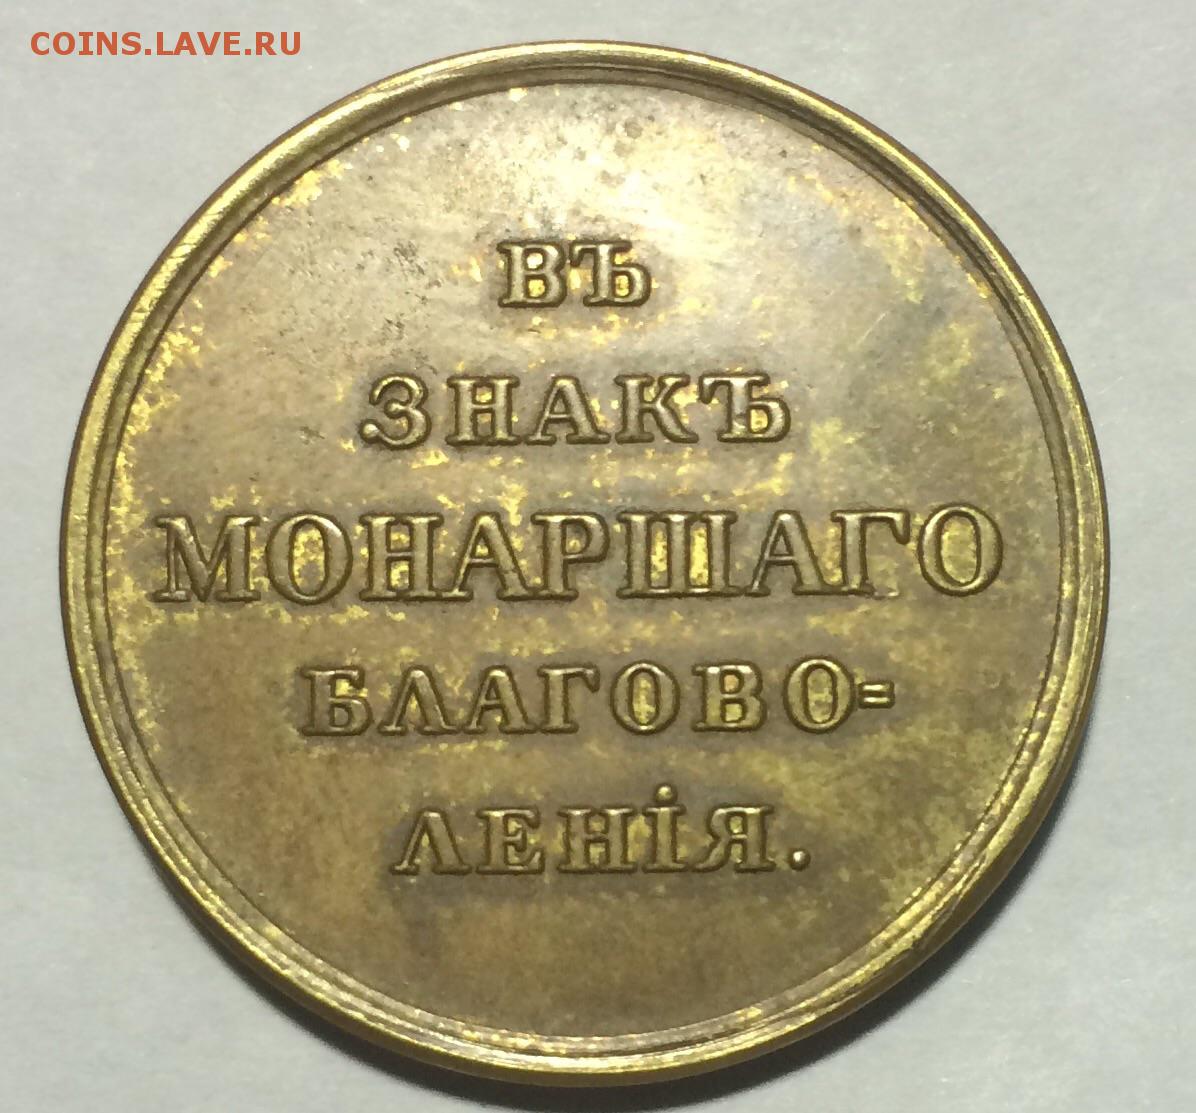 COINS.LAVE.RU
ВЪ
ЗНАКЪ
МОНАРШАГО
БЛАГОВО=
ЛЕНІЯ.